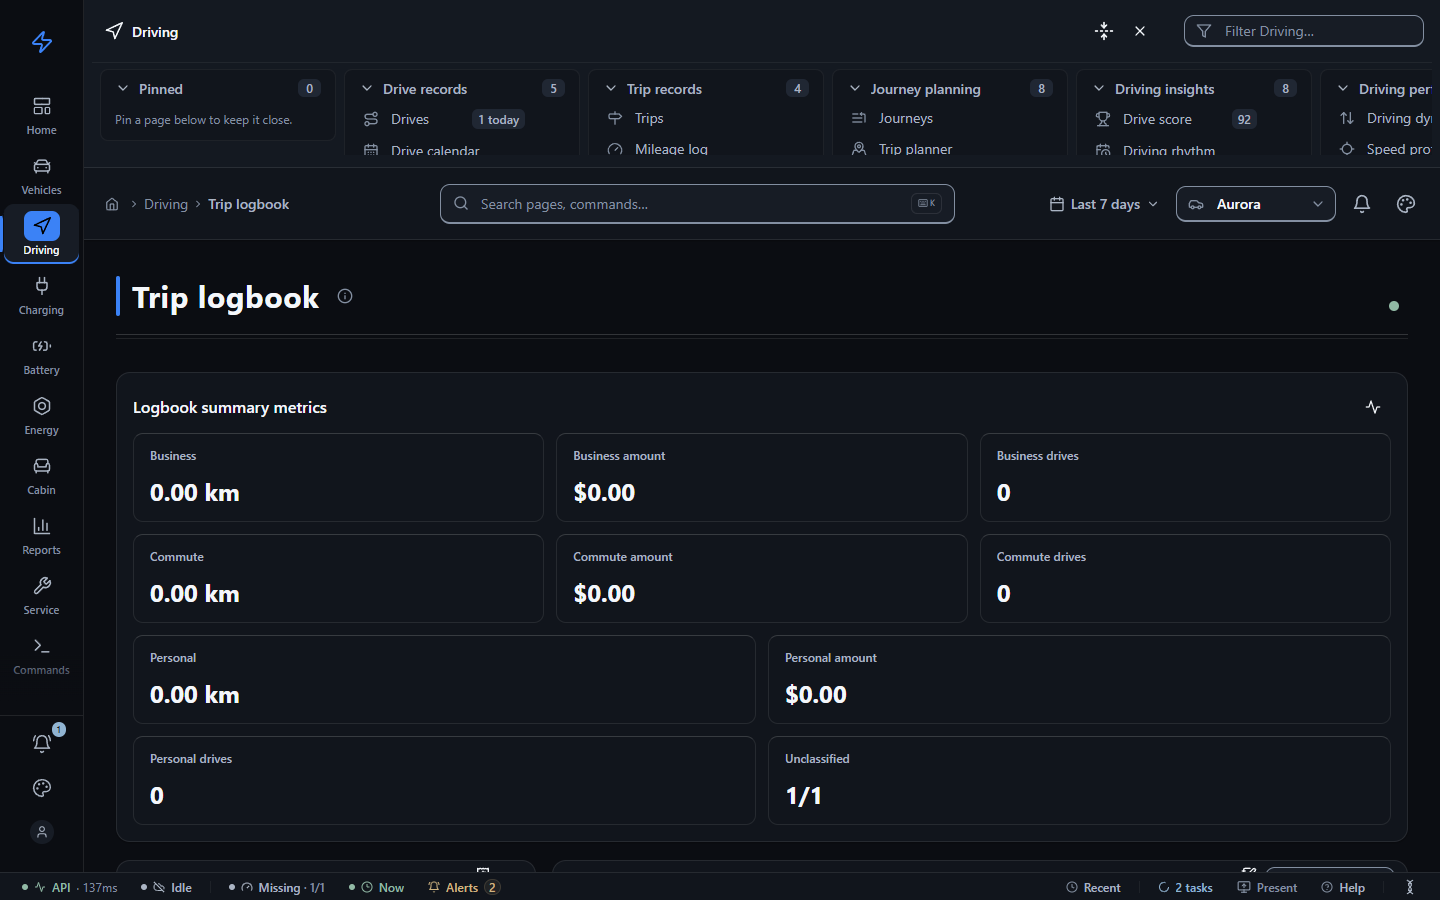 Driving
Filter Driving...
Pinned 0
Pin a page below to keep it close.
Drive records 5
Drives 1 today
Drive calendar
Trip records 4
Trips
Mileage log
Journey planning 8
Journeys
Trip planner
Driving insights 8
Drive score 92
Driving rhythm
Driving per
Driving dy
Speed pro
Home
Vehicles
Driving
Charging
Battery
Energy
Cabin
Reports
Service
Commands
1
Driving
Trip logbook
Search pages, commands...
K
Last 7 days
Aurora
Trip logbook
Logbook summary metrics
Business
0.00 km
Business amount
$0.00
Business drives
0
Commute
0.00 km
Commute amount
$0.00
Commute drives
0
Personal
0.00 km
Personal amount
$0.00
Personal drives
0
Unclassified
1/1
API · 137ms
Idle
Missing · 1/1
Now
Alerts 2
Recent
2 tasks
Present
Help